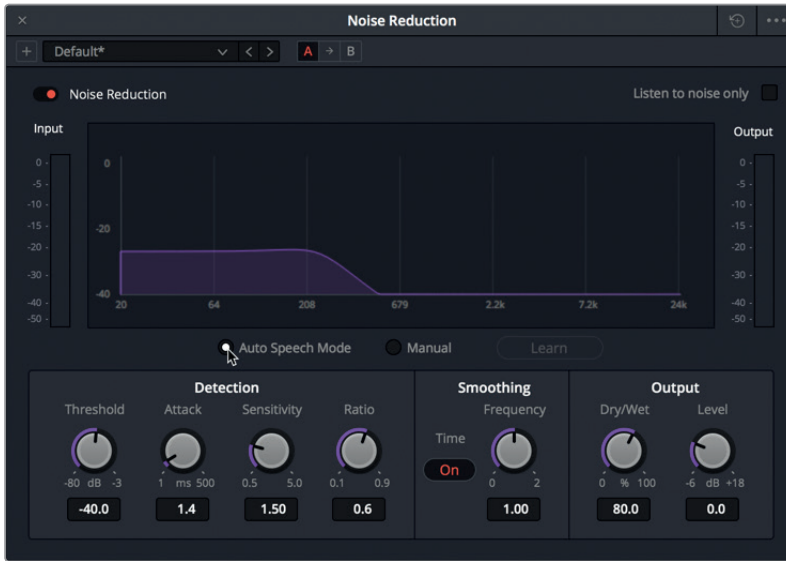 × Noise Reduction •••
+ Default* < > A → B
Noise Reduction Listen to noise only
Input Output
0 -
-5 -
-10 -
-15 -
-20 -
-30 -
-40 -
-50 -
0
-20
-40
20 64 208 679 2.2k 7.2k 24k
0 -
-5 -
-10 -
-15 -
-20 -
-30 -
-40 -
-50 -
Auto Speech Mode Manual Learn
Detection
Threshold Attack Sensitivity Ratio
-80 dB -3 1 ms 500 0.5 5.0 0.1 0.9
-40.0 1.4 1.50 0.6
Smoothing
Frequency
Time
On
0 2
1.00
Output
Dry/Wet Level
0 % 100 -6 dB +18
80.0 0.0